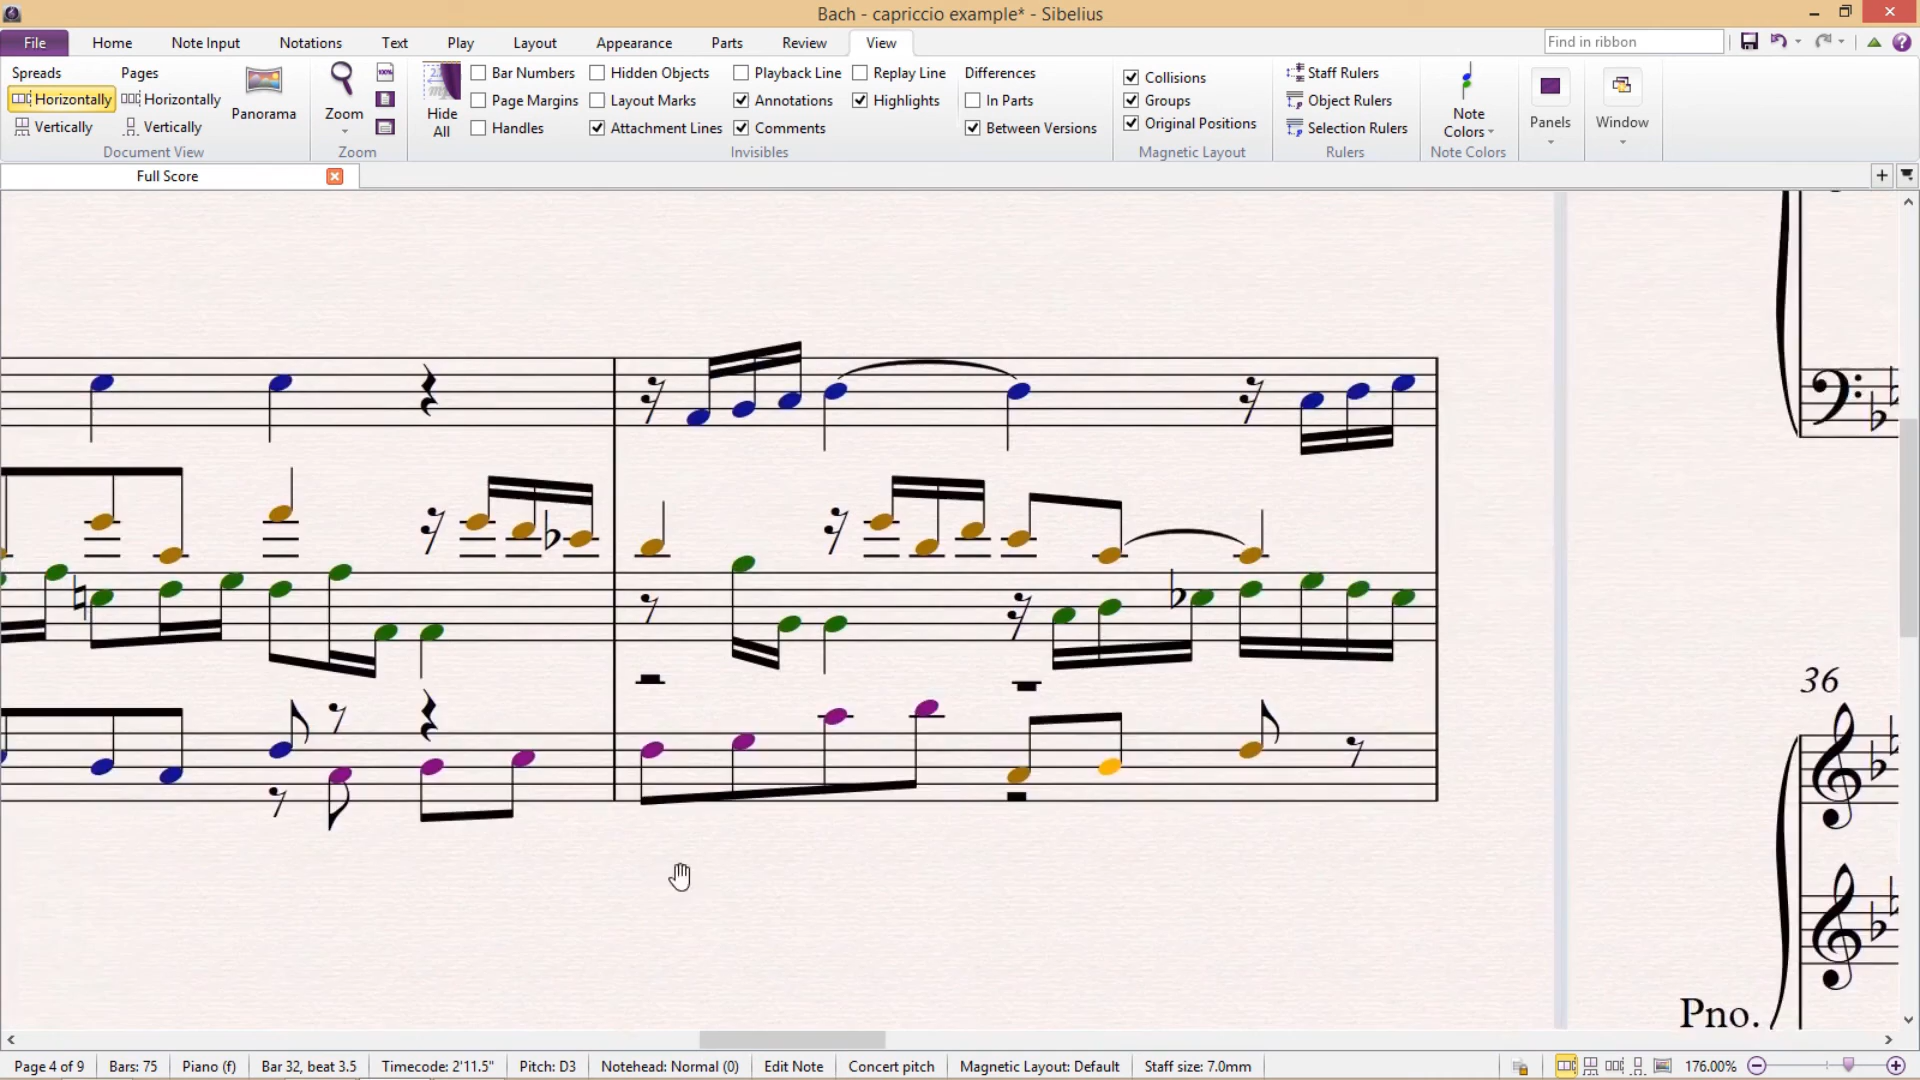 Bach - capriccio example* - Sibelius
File Home Note Input Notations Text Play Layout Appearance Parts Review View Find in ribbon
Spreads Pages Bar Numbers Hidden Objects Playback Line Replay Line Differences Collisions Staff Rulers
Horizontally Horizontally Panorama Zoom 100% Hide All Page Margins Layout Marks Annotations Highlights In Parts Groups Object Rulers Note Colors Panels Window
Vertically Vertically Handles Attachment Lines Comments Between Versions Original Positions Selection Rulers
Document View Zoom Invisibles Magnetic Layout Rulers Note Colors
Full Score
36
Pno.
Page 4 of 9 Bars: 75 Piano (f) Bar 32, beat 3.5 Timecode: 2'11.5" Pitch: D3 Notehead: Normal (0) Edit Note Concert pitch Magnetic Layout: Default Staff size: 7.0mm 176.00%